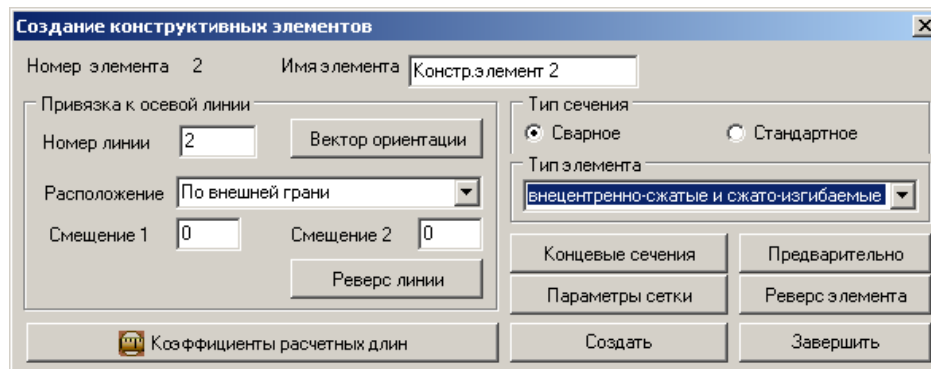 Создание конструктивных элементов
Номер элемента 2 Имя элемента Констр.элемент 2
Привязка к осевой линии
Номер линии 2 Вектор ориентации
Расположение По внешней грани
Смещение 1 0 Смещение 2 0
Реверс линии
Коэффициенты расчетных длин
Тип сечения
Сварное Стандартное
Тип элемента
внецентренно-сжатые и сжато-изгибаемые
Концевые сечения Предварительно
Параметры сетки Реверс элемента
Создать Завершить